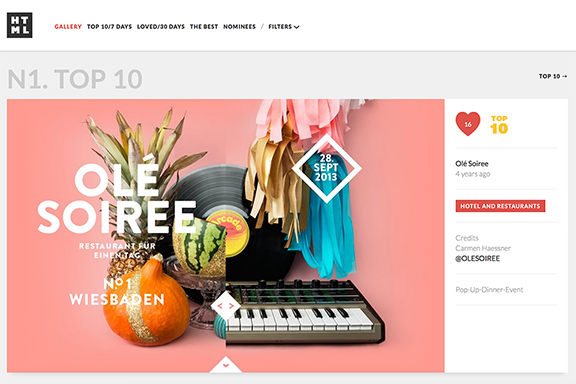 HT
ML
GALLERY TOP 10/7 DAYS LOVED/30 DAYS THE BEST NOMINEES / FILTERS
N1. TOP 10
TOP 10 →
OLÉ
SOIREE
RESTAURANT FÜR
EINEN TAG
Nº1
WIESBADEN
28.
SEPT
2013
Arcade
16
TOP
10
Olé Soiree
4 years ago
HOTEL AND RESTAURANTS
Credits
Carmen Haessner
@OLESOIREE
Pop-Up-Dinner-Event